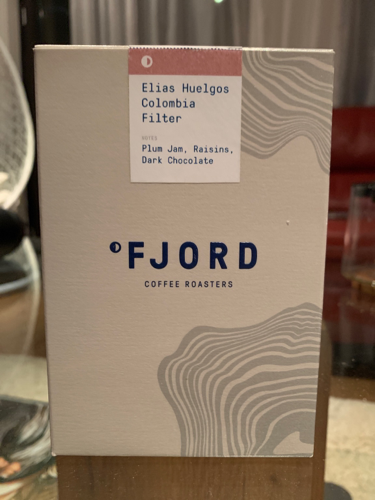 Elias Huelgos
Colombia
Filter
NOTES
Plum Jam, Raisins,
Dark Chocolate
FJORD
COFFEE ROASTERS